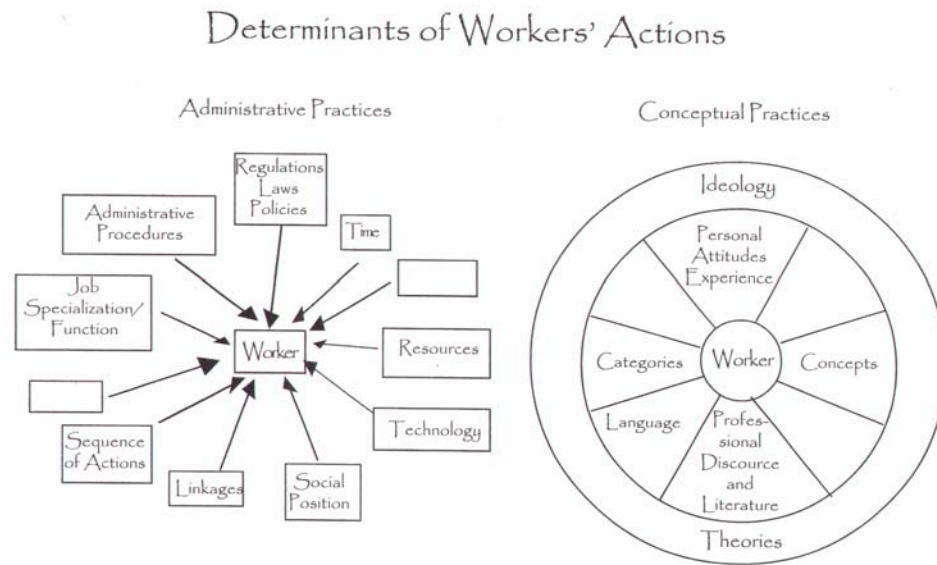 Determinants of Workers' Actions
Administrative Practices
Regulations
Laws
Policies
Administrative
Procedures
Time
Job
Specialization/
Function
Worker
Resources
Technology
Sequence
of Actions
Linkages
Social
Position
Conceptual Practices
Ideology
Personal
Attitudes
Experience
Categories
Worker
Concepts
Language
Profes-
sional
Discource
and
Literature
Theories